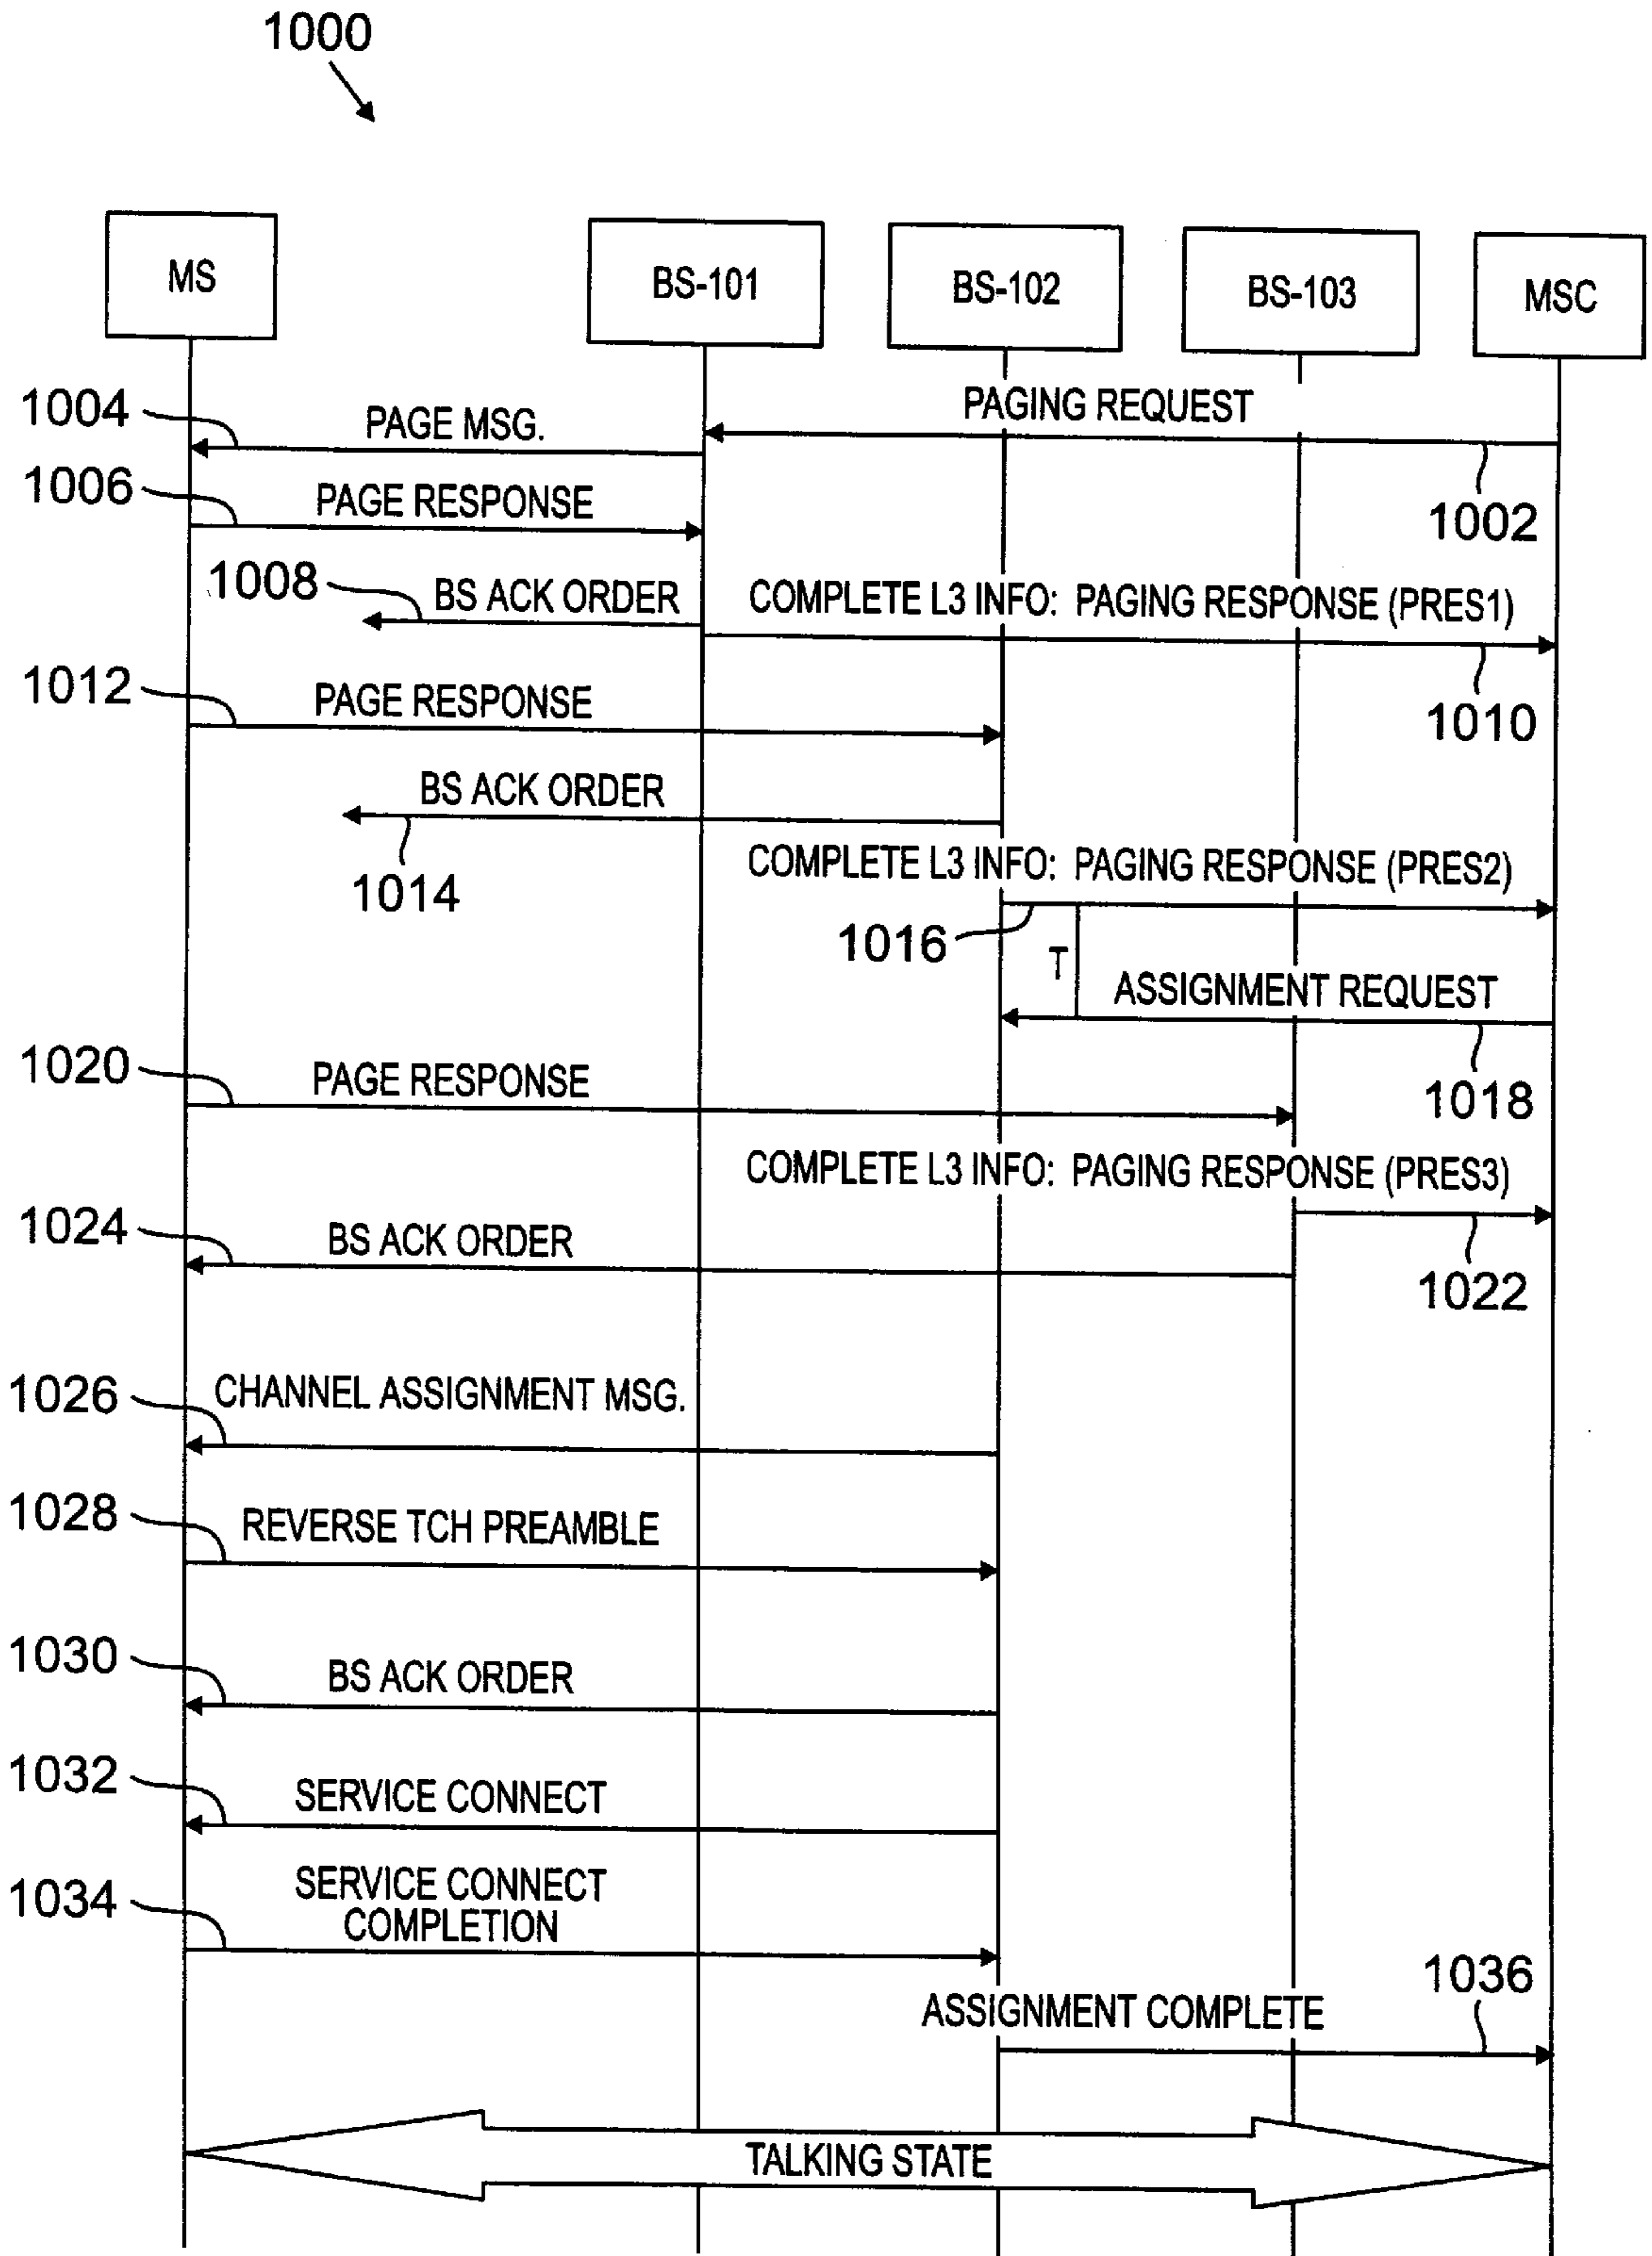 1000
MS
BS-101
BS-102
BS-103
MSC
PAGING REQUEST
1004
PAGE MSG.
1006
PAGE RESPONSE
1002
1008
BS ACK ORDER
COMPLETE L3 INFO: PAGING RESPONSE (PRES1)
1012
PAGE RESPONSE
1010
BS ACK ORDER
1014
COMPLETE L3 INFO: PAGING RESPONSE (PRES2)
1016
T
ASSIGNMENT REQUEST
1020
PAGE RESPONSE
1018
COMPLETE L3 INFO: PAGING RESPONSE (PRES3)
1024
BS ACK ORDER
1022
1026
CHANNEL ASSIGNMENT MSG.
1028
REVERSE TCH PREAMBLE
1030
BS ACK ORDER
1032
SERVICE CONNECT
1034
SERVICE CONNECT
COMPLETION
1036
ASSIGNMENT COMPLETE
TALKING STATE